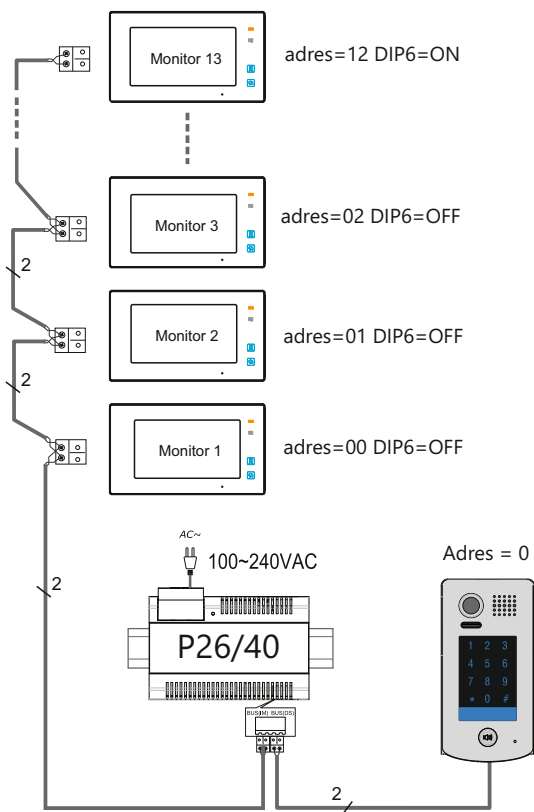 Monitor 13
adres=12 DIP6=ON
Monitor 3
adres=02 DIP6=OFF
2
Monitor 2
adres=01 DIP6=OFF
2
Monitor 1
adres=00 DIP6=OFF
AC~
100~240VAC
Adres = 0
2
P26/40
1 2 3
4 5 6
7 8 9
* 0 #
BUS(IM) BUS(DS)
2